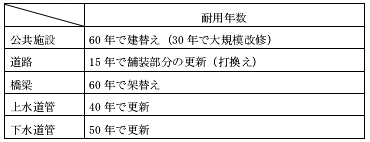 耐用年数
公共施設 60年で建替え（30年で大規模改修）
道路 15年で舗装部分の更新（打換え）
橋梁 60年で架替え
上水道管 40年で更新
下水道管 50年で更新